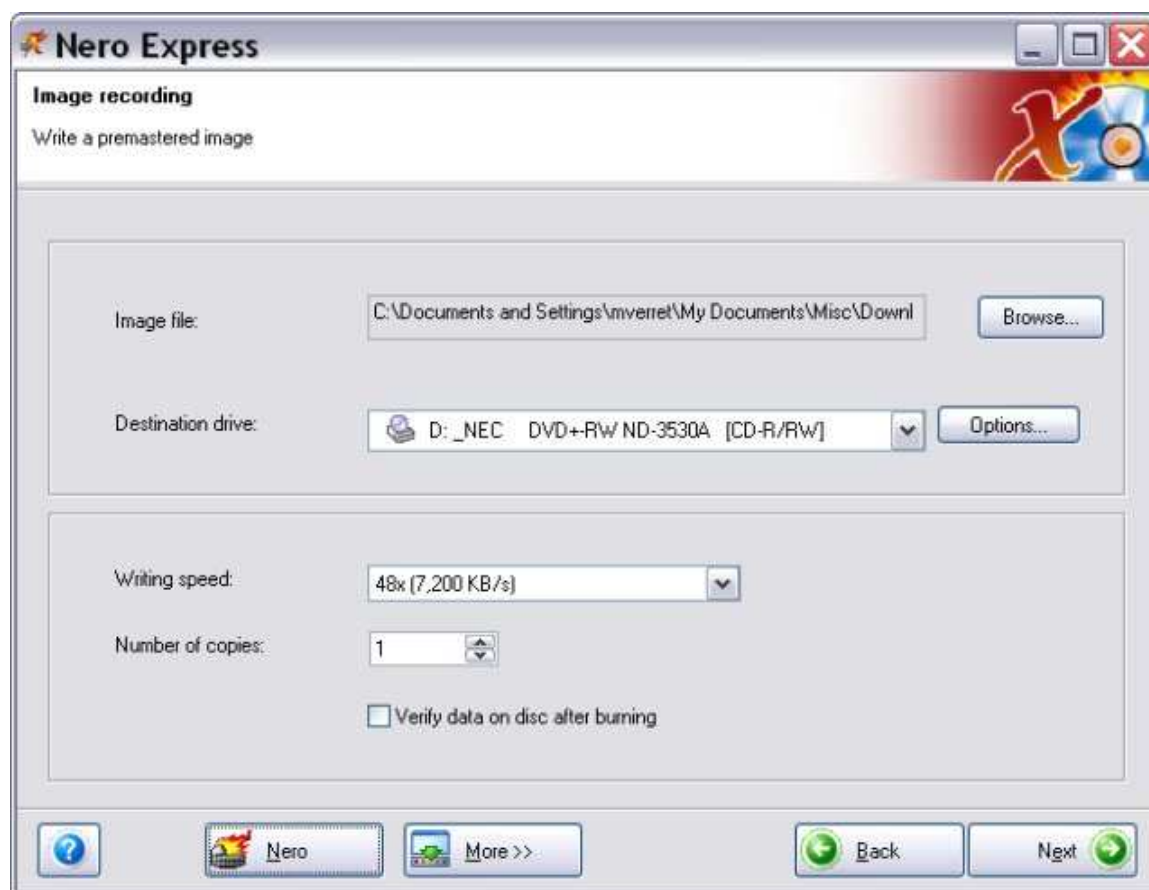 Nero Express
Image recording
Write a premastered image
Image file:
C:\Documents and Settings\mverret\My Documents\Misc\Downl
Browse...
Destination drive:
D: _NEC DVD+-RW ND-3530A [CD-R/RW]
Options...
Writing speed:
48x (7,200 KB/s)
Number of copies:
1
Verify data on disc after burning
Nero
More >>
Back
Next